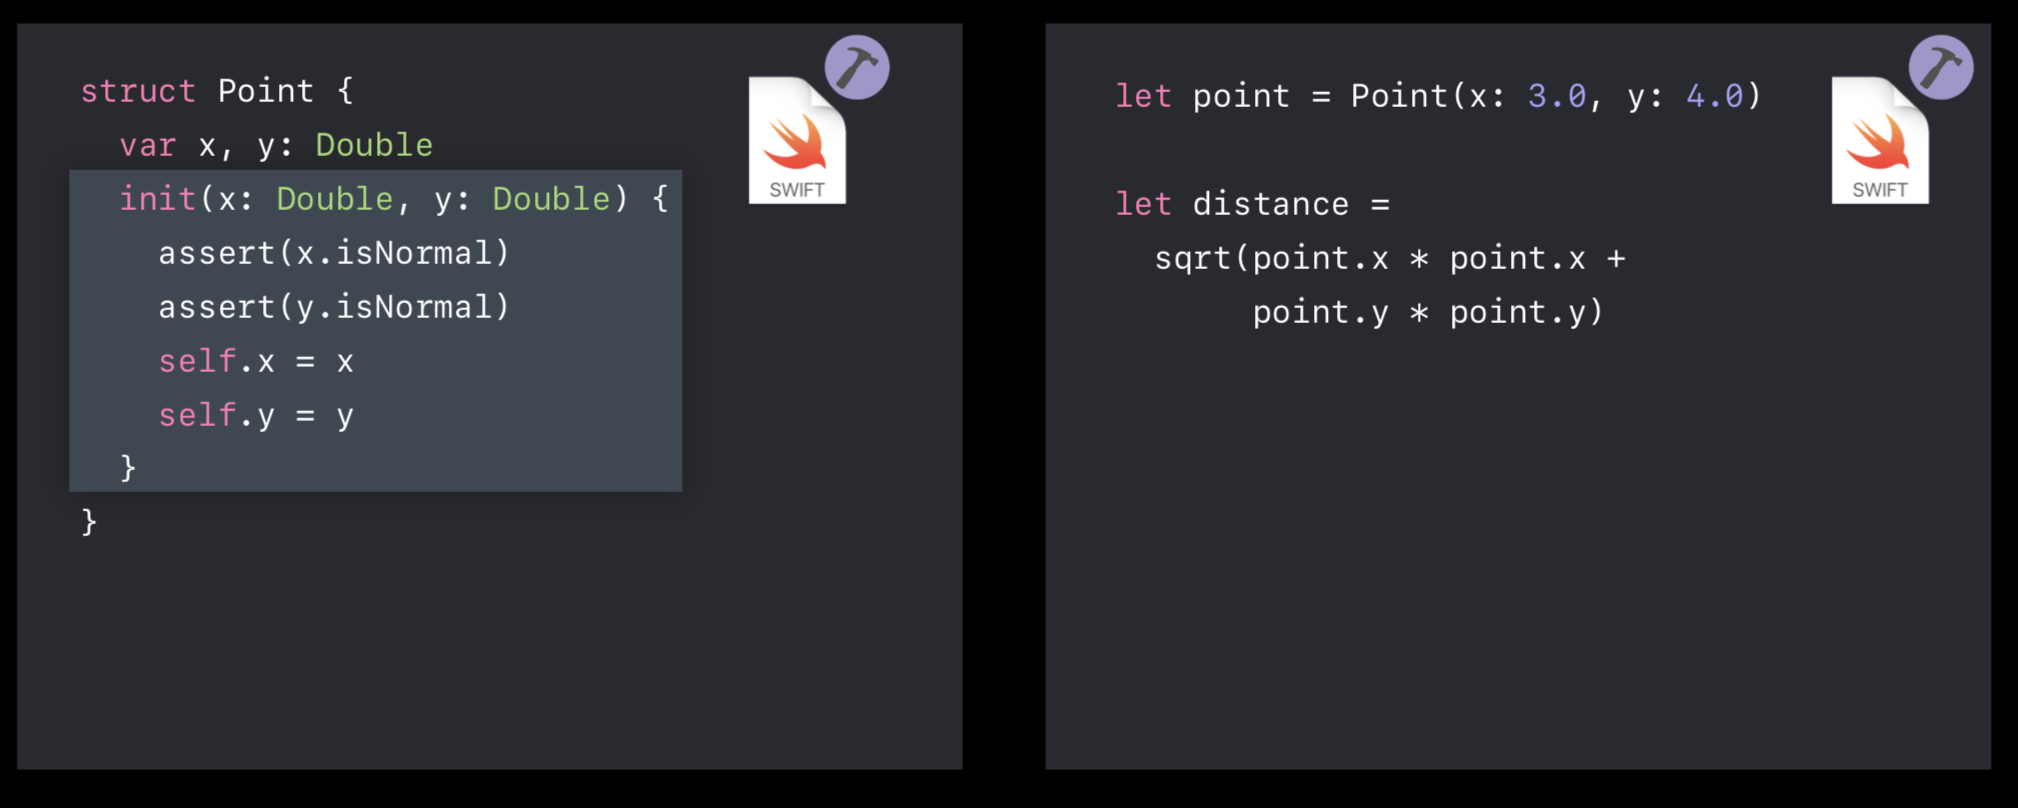 struct Point {
  var x, y: Double
  init(x: Double, y: Double) {
    assert(x.isNormal)
    assert(y.isNormal)
    self.x = x
    self.y = y
  }
}
SWIFT
let point = Point(x: 3.0, y: 4.0)
let distance =
  sqrt(point.x * point.x +
       point.y * point.y)
SWIFT